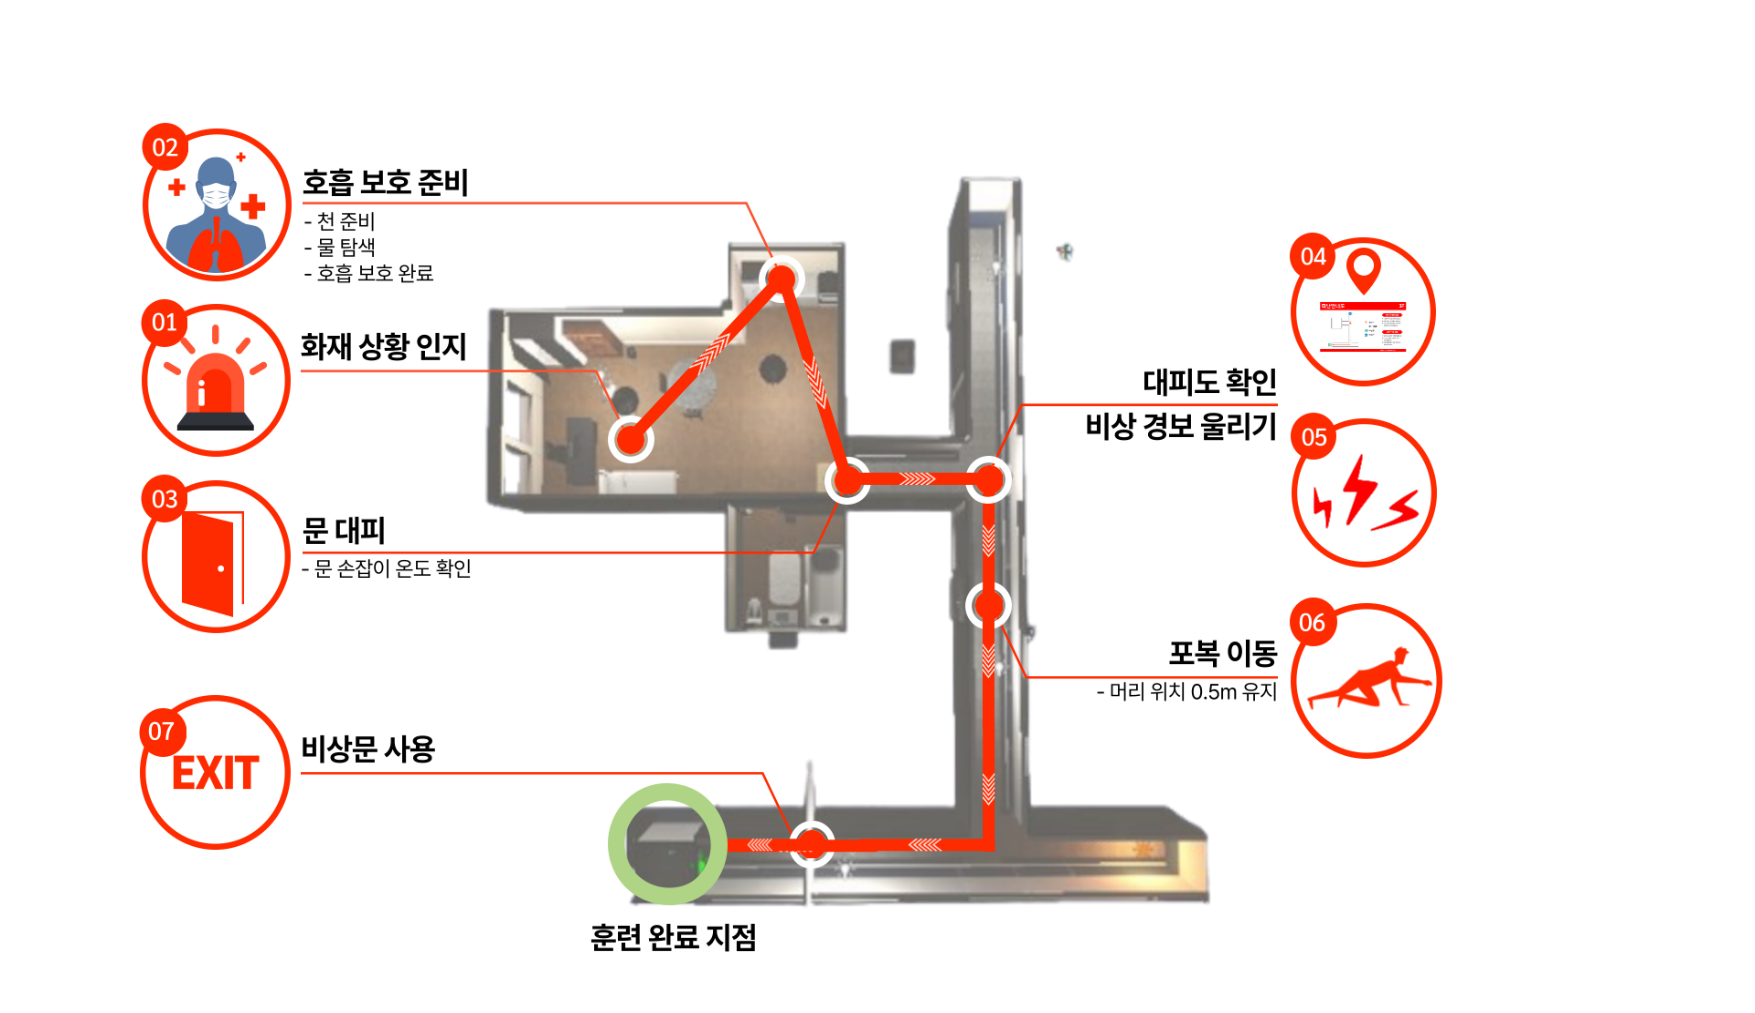 02
호흡 보호 준비
- 천 준비
- 물 탐색
- 호흡 보호 완료
01
화재 상황 인지
03
문 대피
- 문 손잡이 온도 확인
07
EXIT
비상문 사용
훈련 완료 지점
04
대피도 확인
비상 경보 울리기
05
06
포복 이동
- 머리 위치 0.5m 유지